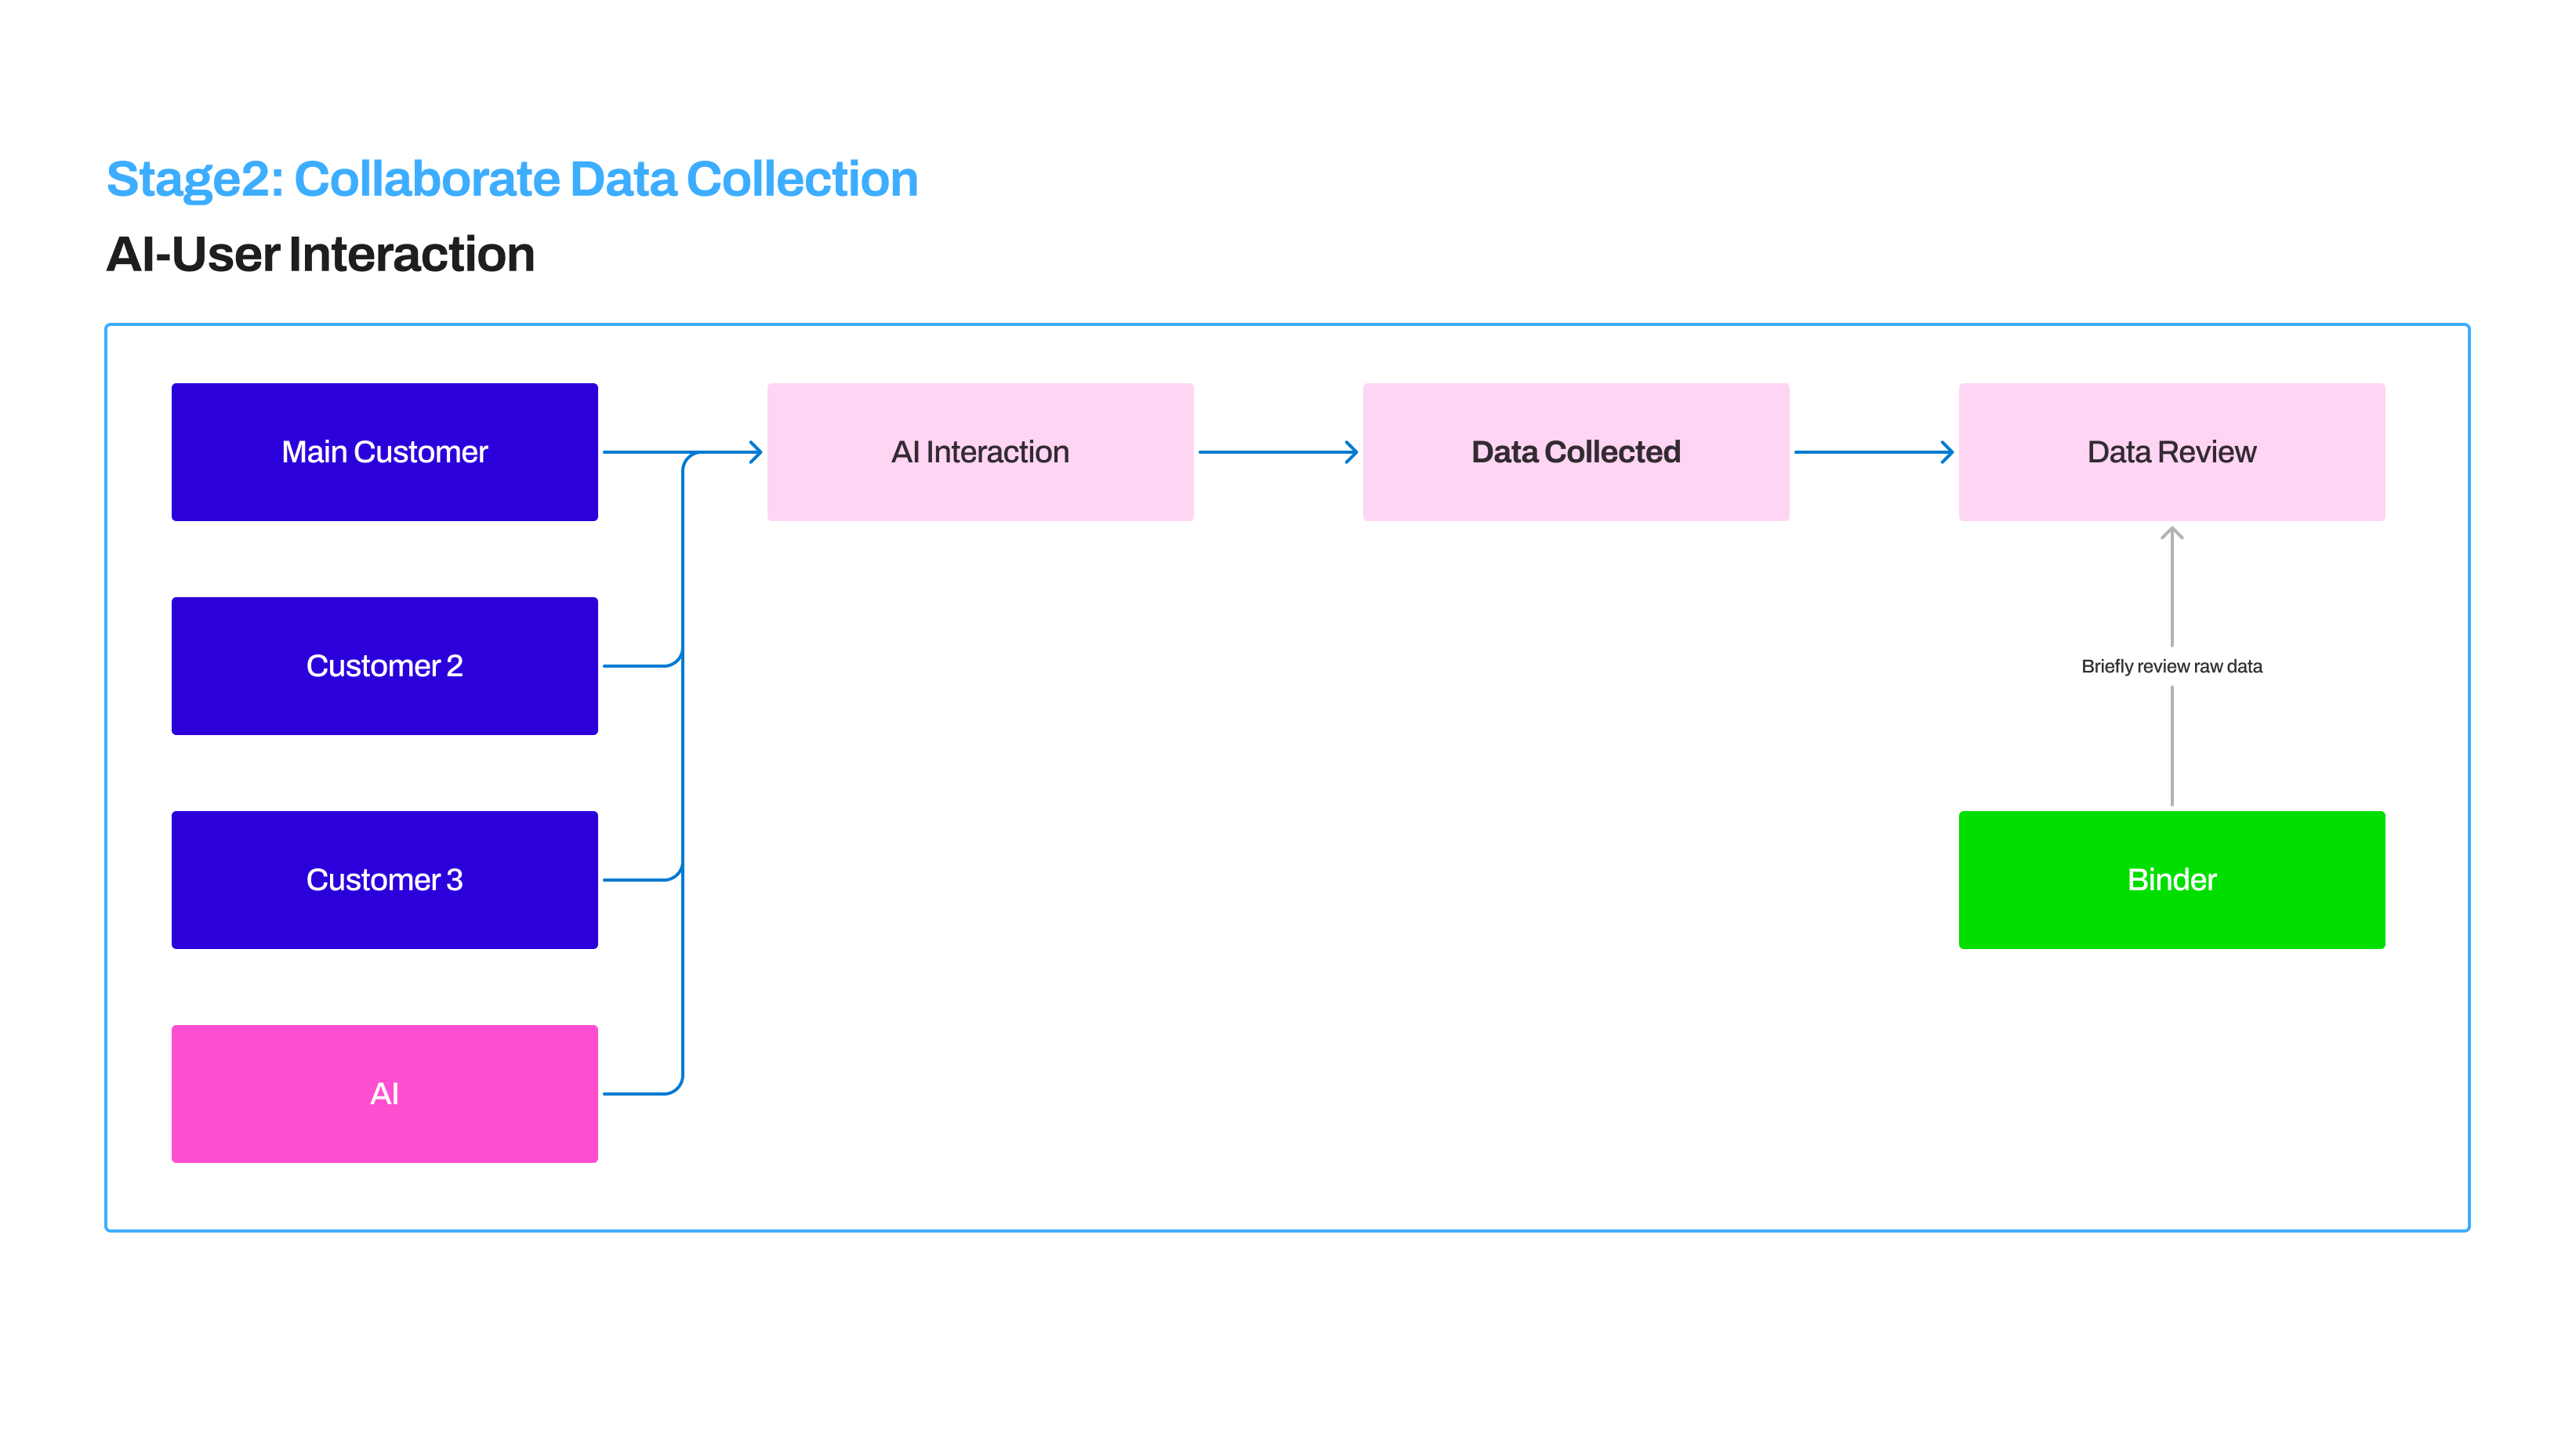 Stage2: Collaborate Data Collection
AI-User Interaction
Main Customer
AI Interaction
Data Collected
Data Review
Customer 2
Briefly review raw data
Customer 3
Binder
AI